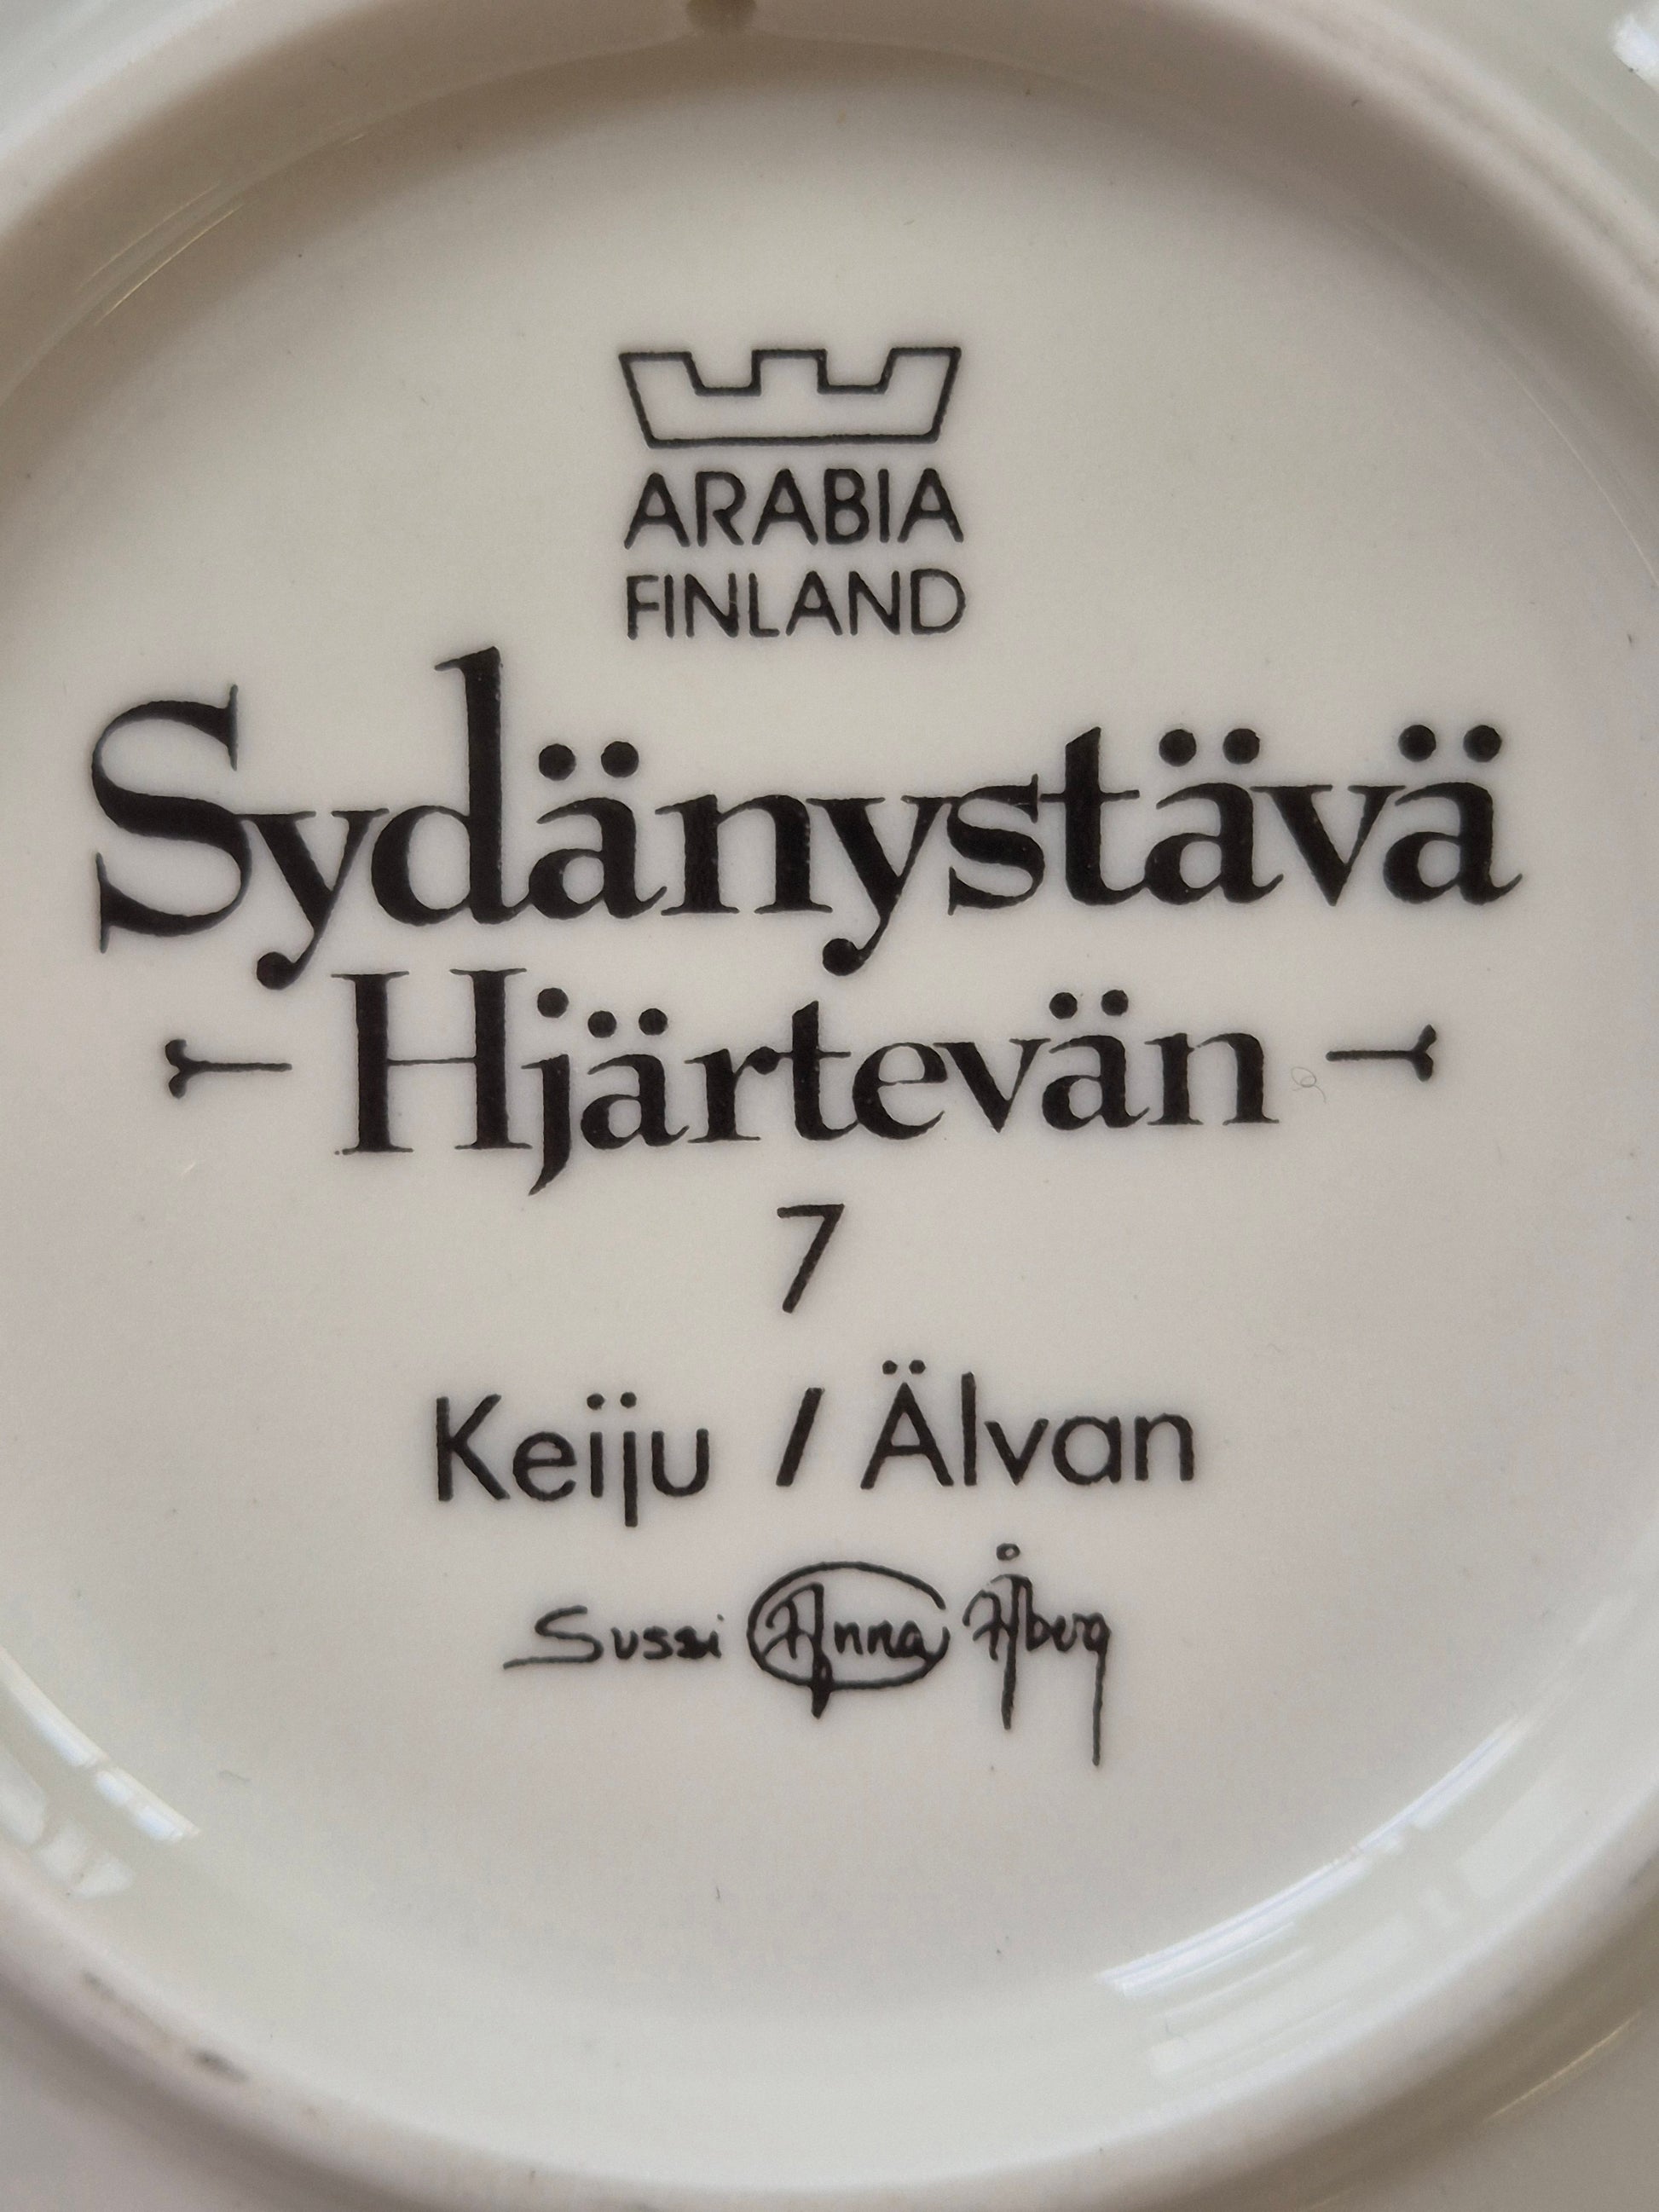 ARABIA
FINLAND
Sydänystävä
Hjärtevän
7
Keiju / Älvan
Sussi Anna Åberg